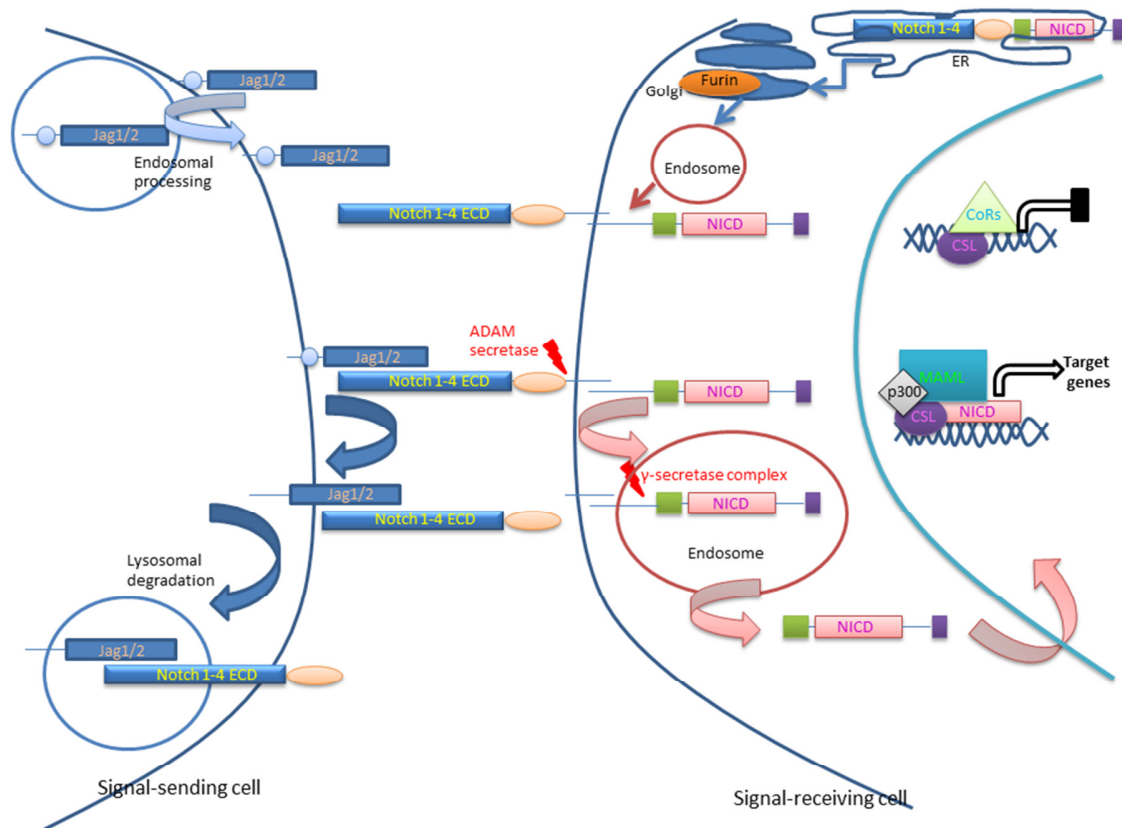 Notch 1-4
NICD
ER
Furin
Golgi
Jag1/2
Jag1/2
Endosomal
processing
Jag1/2
Endosome
Notch 1-4 ECD
NICD
CoRs
CSL
ADAM
secretase
Jag1/2
Notch 1-4 ECD
NICD
Target
genes
MAML
p300
CSL
NICD
γ-secretase complex
Jag1/2
NICD
Notch 1-4 ECD
Endosome
Lysosomal
degradation
NICD
Jag1/2
Notch 1-4 ECD
Signal-sending cell
Signal-receiving cell